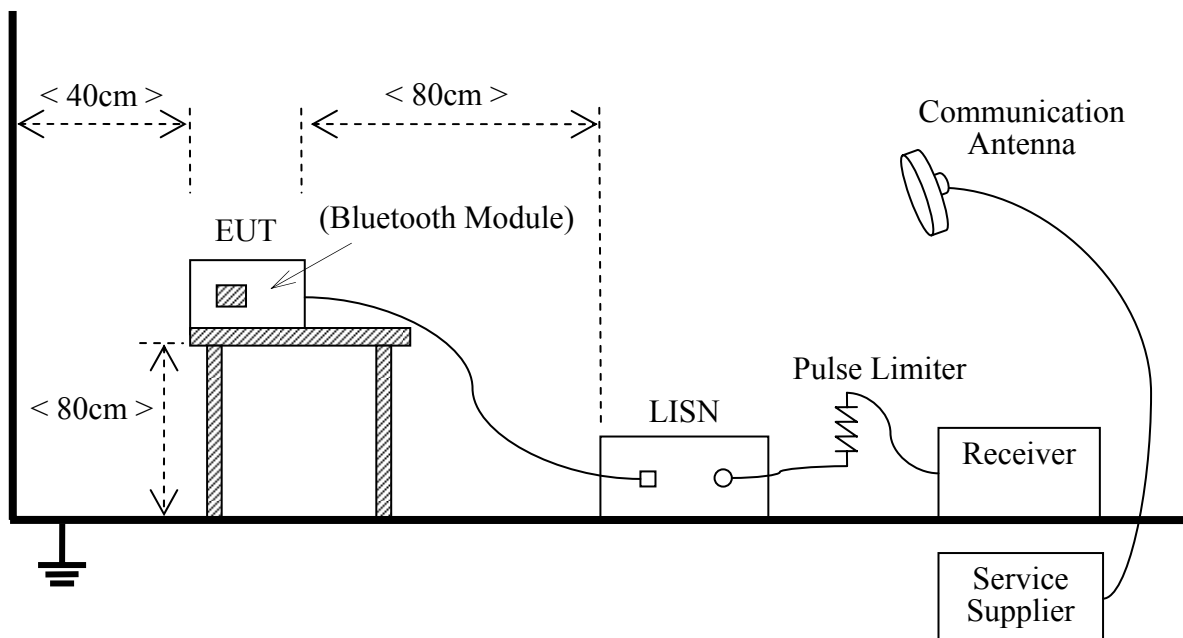 < 40cm >
< 80cm >
Communication
Antenna
(Bluetooth Module)
EUT
Pulse Limiter
< 80cm >
LISN
Receiver
Service
Supplier